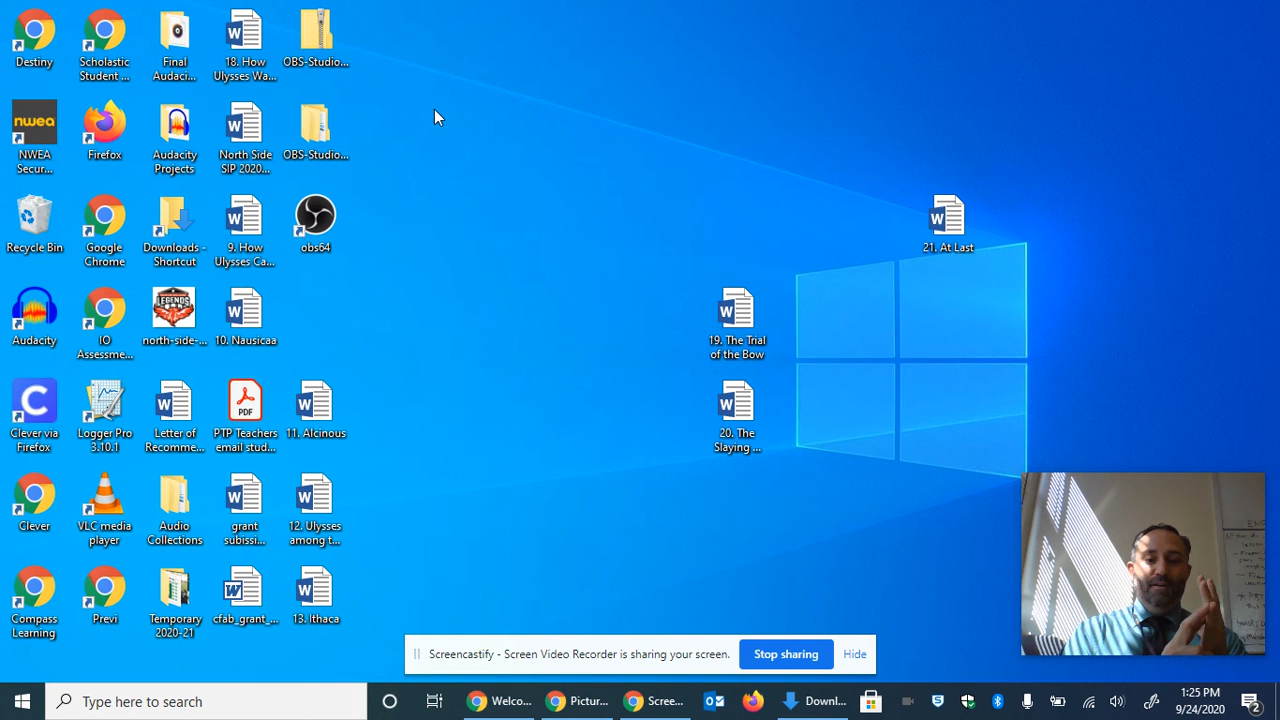 Destiny
Scholastic
Student ...
Final
Audaci...
18. How
Ulysses Wa...
OBS-Studio...
nwea
NWEA
Secur...
Firefox
Audacity
Projects
North Side
SIP 2020...
OBS-Studio...
Recycle Bin
Google
Chrome
Downloads -
Shortcut
9. How
Ulysses Ca...
obs64
21. At Last
Audacity
IO
Assessme...
LEGENDS
north-side-...
10. Nausicaa
19. The Trial
of the Bow
Clever via
Firefox
Logger Pro
3.10.1
Letter of
Recomme...
PDF
PTP Teachers
email stud...
11. Alcinous
20. The
Slaying ...
Clever
VLC media
player
Audio
Collections
grant
subissi...
12. Ulysses
among t...
Compass
Learning
Previ
Temporary
2020-21
cfab_grant_...
13. Ithaca
Screencastify - Screen Video Recorder is sharing your screen.
Stop sharing
Hide
Type here to search
Welco...
Pictur...
Scree...
Downl...
1:25 PM
9/24/2020
2